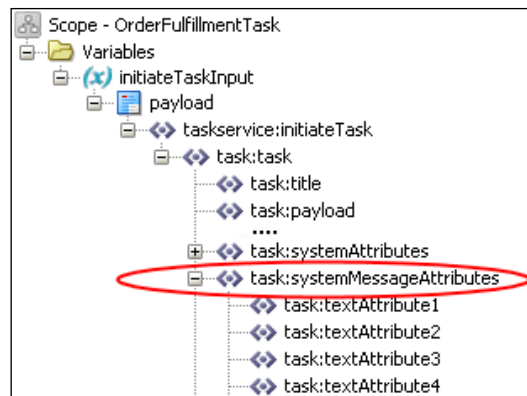 Scope - OrderFulfillmentTask
Variables
(x) initiateTaskInput
payload
taskservice:initiateTask
task:task
task:title
task:payload
....
task:systemAttributes
task:systemMessageAttributes
task:textAttribute1
task:textAttribute2
task:textAttribute3
task:textAttribute4